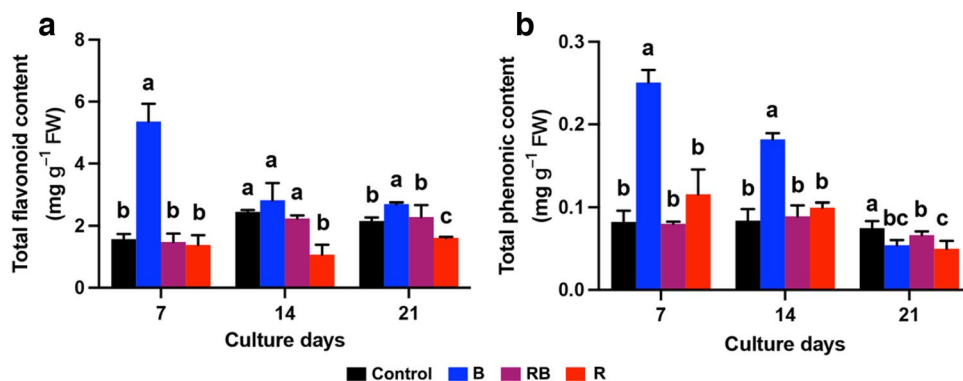 a
Total flavonoid content
(mg g⁻¹ FW)
8
6
4
2
0
b a b b
a a a b
b a b c
7 14 21
Culture days
b
Total phenonic content
(mg g⁻¹ FW)
0.3
0.2
0.1
0.0
b a b b
b a b b
a bc b c
7 14 21
Culture days
Control B RB R